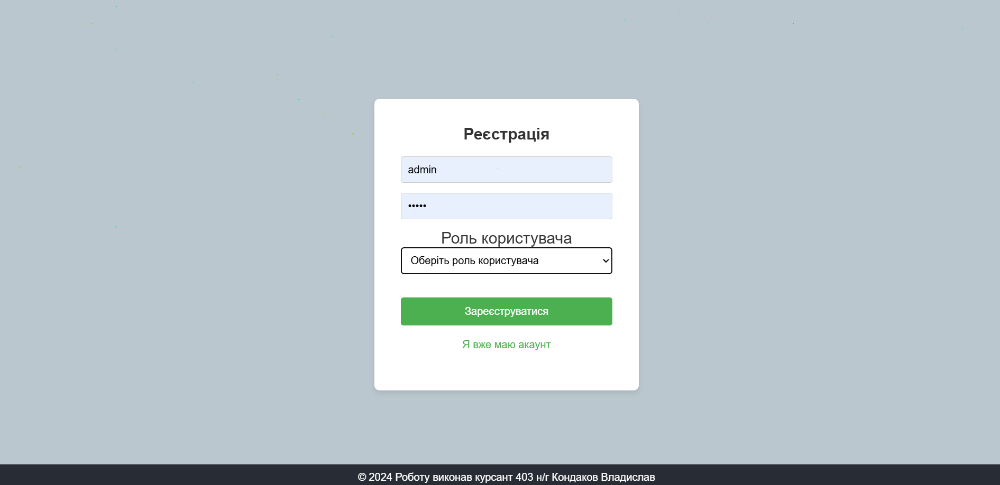 Реєстрація
admin
•••••
Роль користувача
Оберіть роль користувача
Зареєструватися
Я вже маю акаунт
© 2024 Роботу виконав курсант 403 н/г Кондаков Владислав